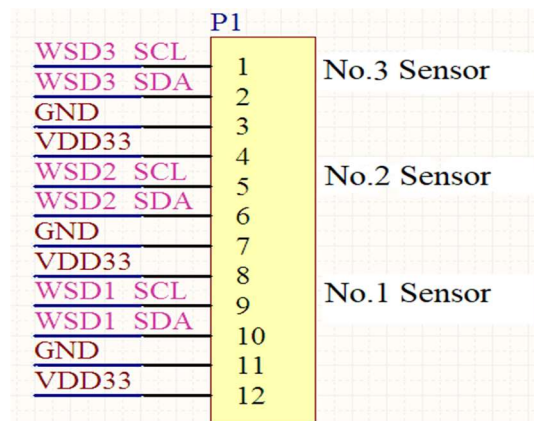 P1
WSD3 SCL 1 No.3 Sensor
WSD3 SDA 2
GND 3
VDD33 4
WSD2 SCL 5 No.2 Sensor
WSD2 SDA 6
GND 7
VDD33 8
WSD1 SCL 9 No.1 Sensor
WSD1 SDA 10
GND 11
VDD33 12